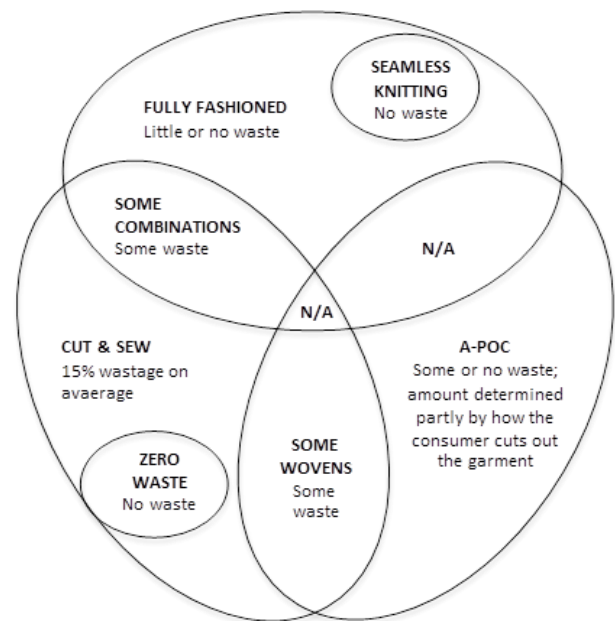 SEAMLESS
KNITTING
No waste
FULLY FASHIONED
Little or no waste
SOME
COMBINATIONS
Some waste
N/A
N/A
CUT & SEW
15% wastage on
avaerage
A-POC
Some or no waste;
amount determined
partly by how the
consumer cuts out
the garment
ZERO
WASTE
No waste
SOME
WOVENS
Some
waste